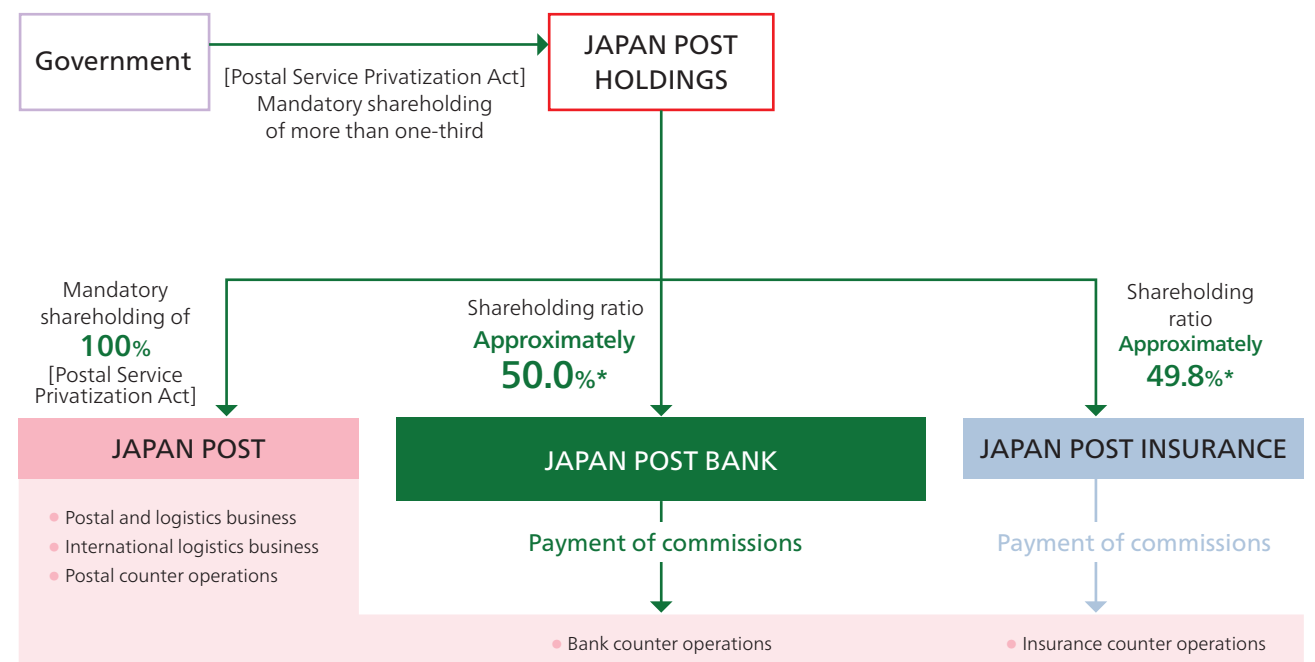 Government
[Postal Service Privatization Act]
Mandatory shareholding
of more than one-third
JAPAN POST
HOLDINGS
Mandatory
shareholding of
100%
[Postal Service
Privatization Act]
Shareholding ratio
Approximately
50.0%*
Shareholding
ratio
Approximately
49.8%*
JAPAN POST
• Postal and logistics business
• International logistics business
• Postal counter operations
JAPAN POST BANK
Payment of commissions
• Bank counter operations
JAPAN POST INSURANCE
Payment of commissions
• Insurance counter operations